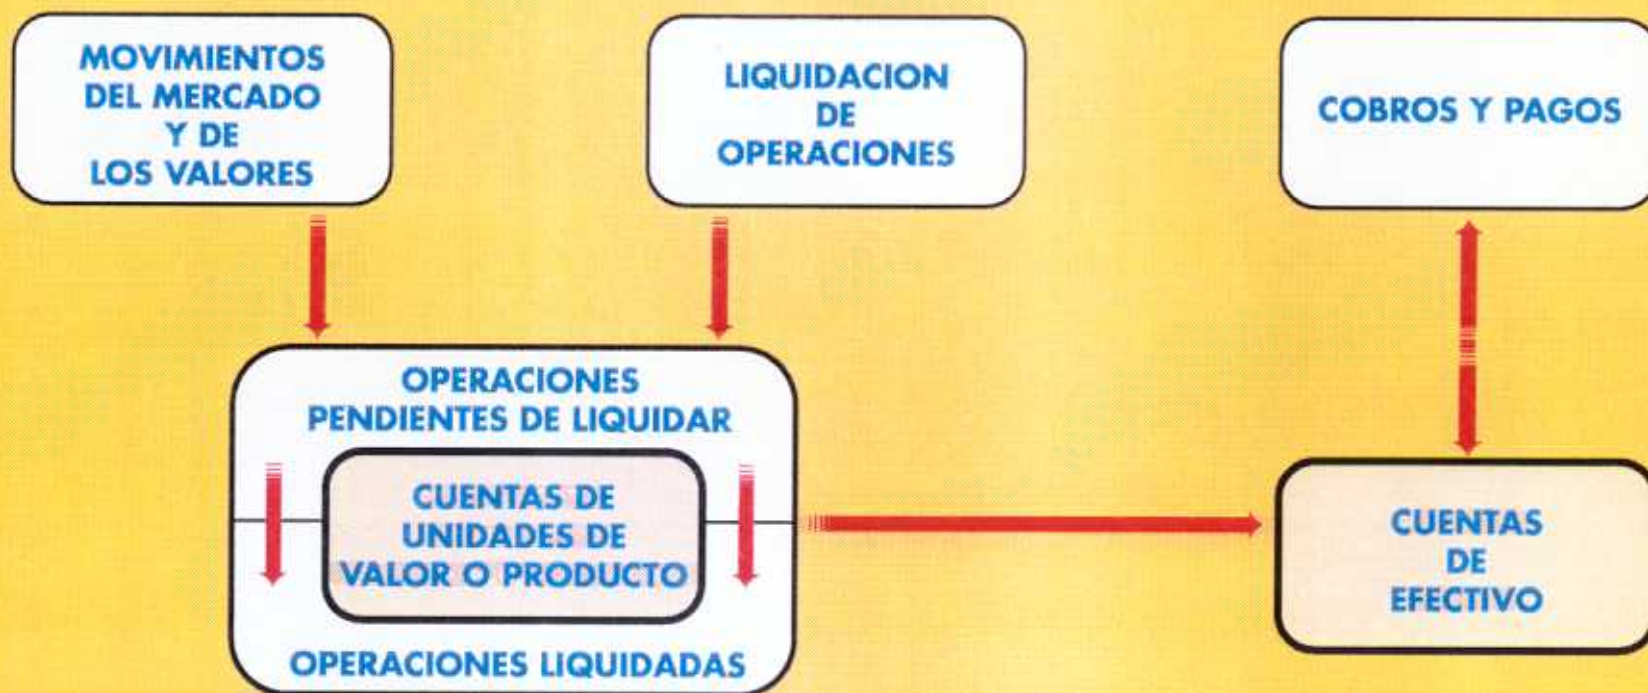 MOVIMIENTOS
DEL MERCADO
Y DE
LOS VALORES
LIQUIDACION
DE
OPERACIONES
COBROS Y PAGOS
OPERACIONES
PENDIENTES DE LIQUIDAR
CUENTAS DE
UNIDADES DE
VALOR O PRODUCTO
OPERACIONES LIQUIDADAS
CUENTAS
DE
EFECTIVO